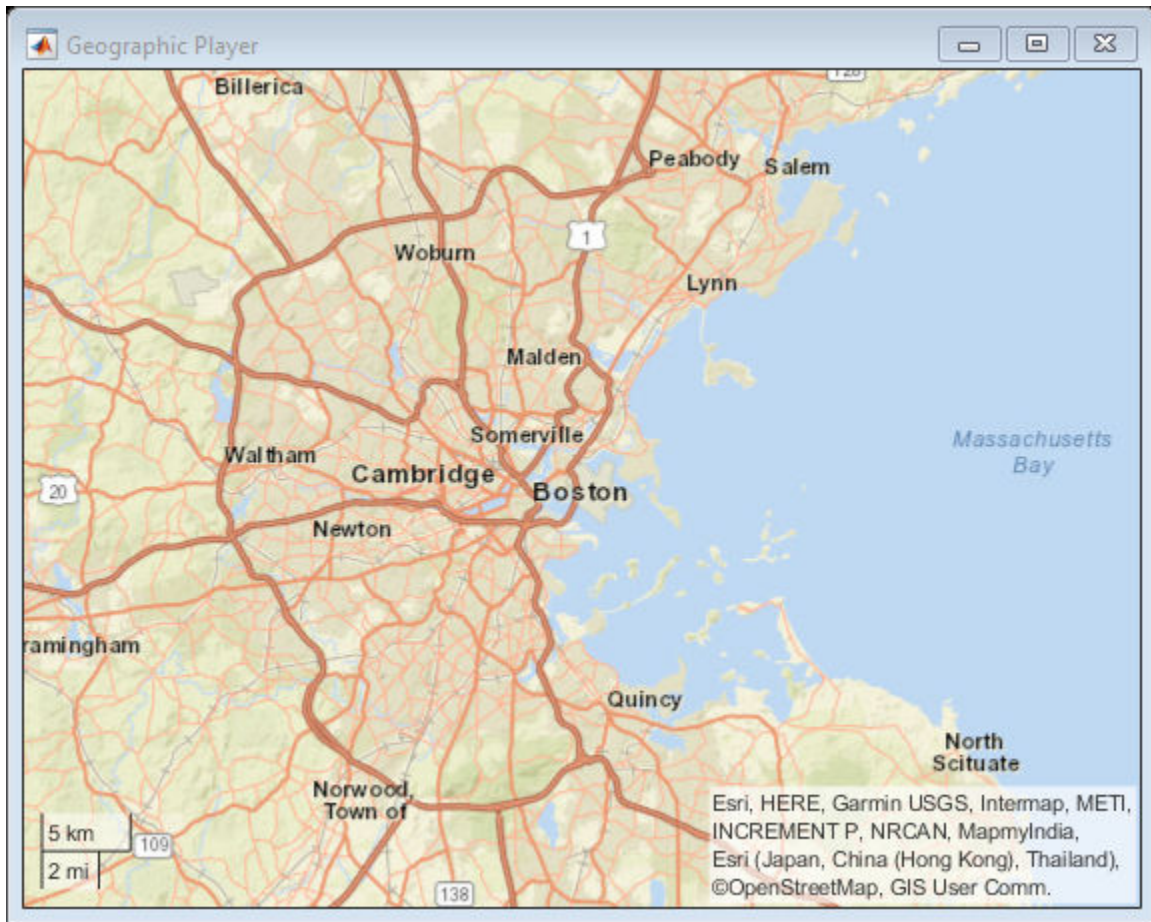 Geographic Player
128
Billerica
Peabody
Salem
1
Woburn
Lynn
Malden
Somerville
Massachusetts
Bay
Waltham
Cambridge
20
Boston
Newton
ramingham
Quincy
North
Scituate
Norwood,
Town of
Esri, HERE, Garmin USGS, Intermap, METI,
INCREMENT P, NRCAN, MapmyIndia,
Esri (Japan, China (Hong Kong), Thailand),
©OpenStreetMap, GIS User Comm.
5 km
109
2 mi
138